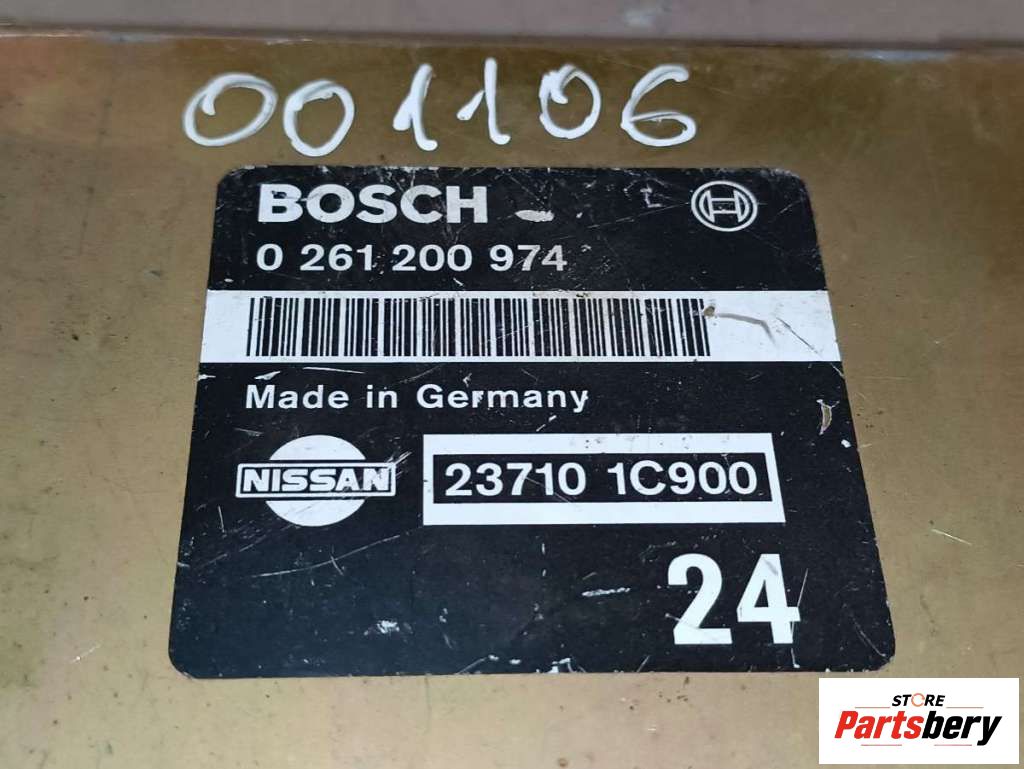 001106
BOSCH
0 261 200 974
Made in Germany
NISSAN
23710 1C900
24
STORE
Partsbery